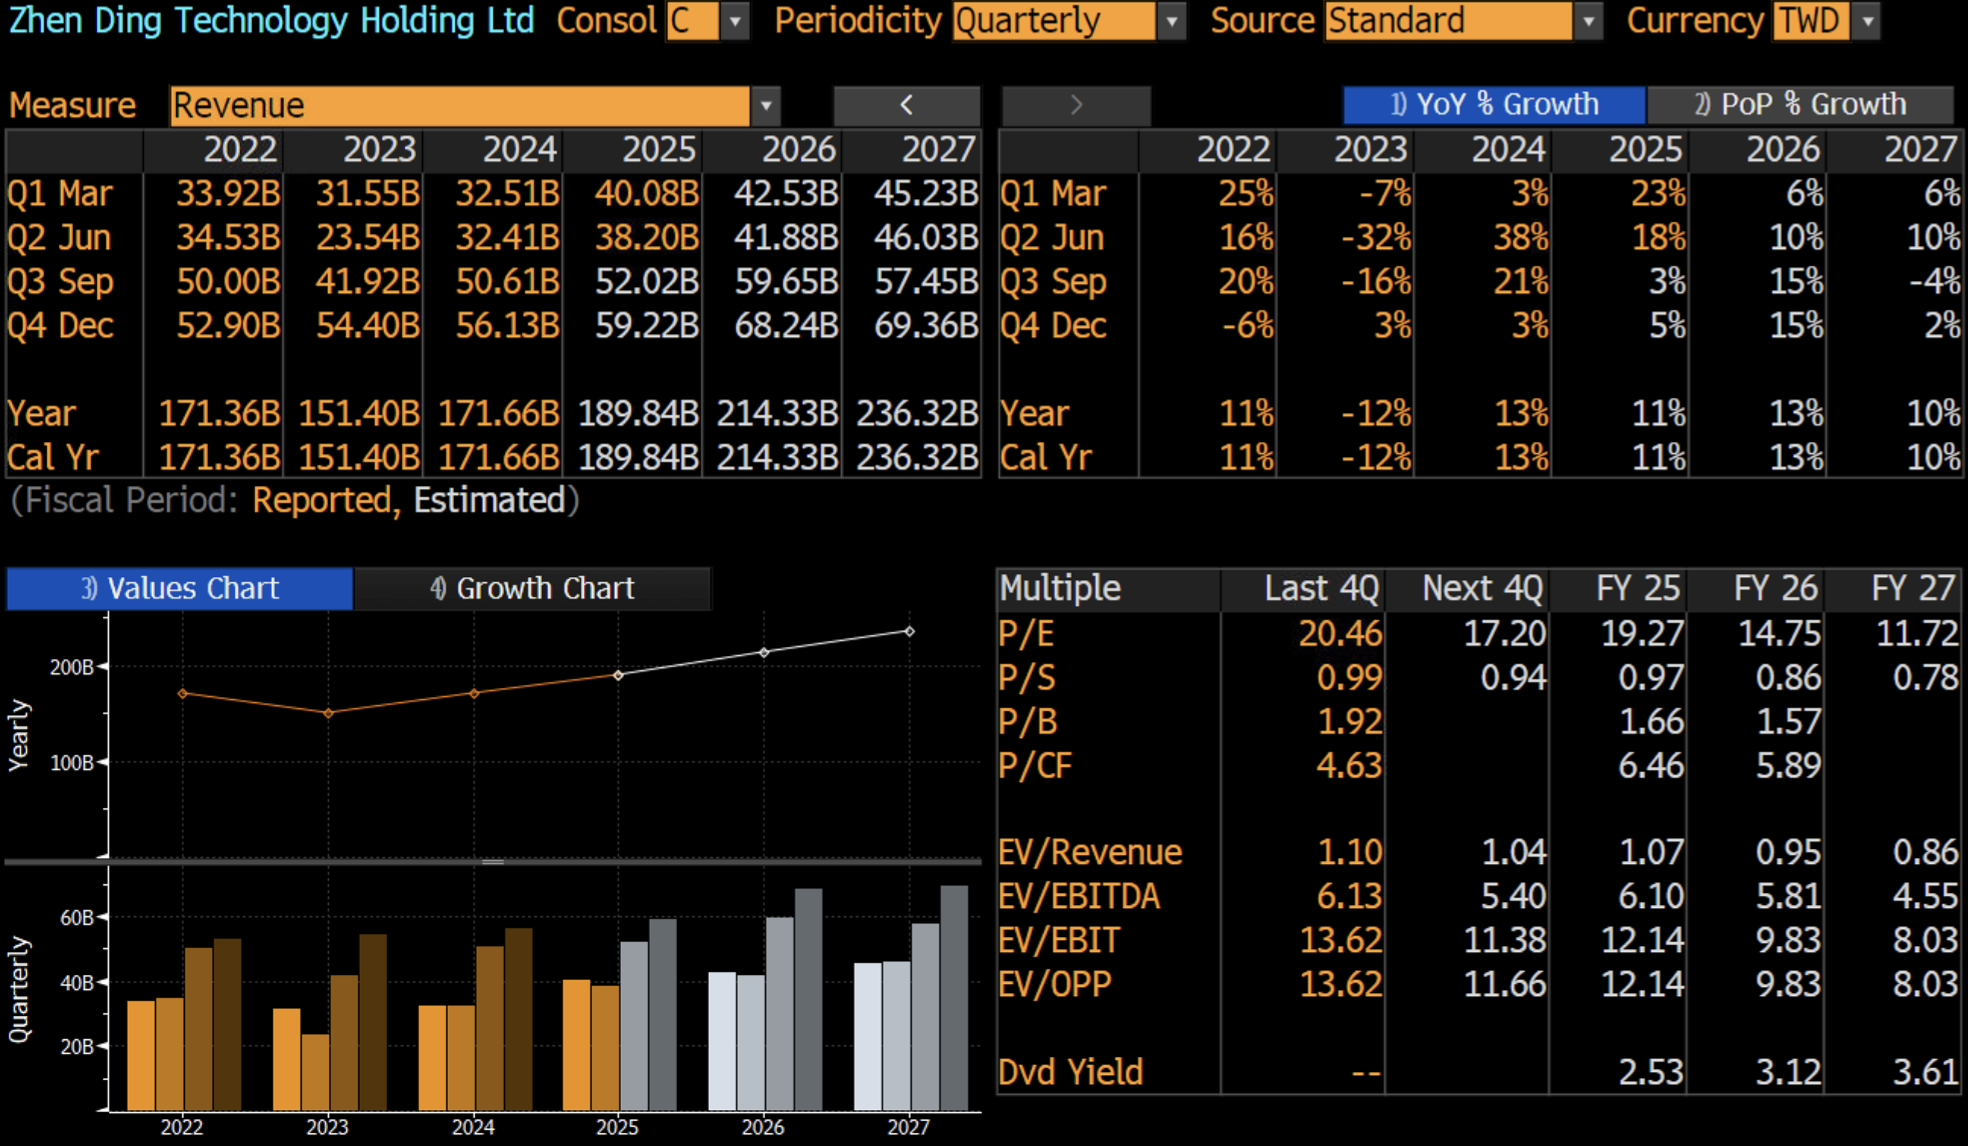 Zhen Ding Technology Holding Ltd Consol C Periodicity Quarterly Source Standard Currency TWD
Measure Revenue < > 1) YoY % Growth 2) PoP % Growth
2022 2023 2024 2025 2026 2027 2022 2023 2024 2025 2026 2027
Q1 Mar 33.92B 31.55B 32.51B 40.08B 42.53B 45.23B Q1 Mar 25% -7% 3% 23% 6% 6%
Q2 Jun 34.53B 23.54B 32.41B 38.20B 41.88B 46.03B Q2 Jun 16% -32% 38% 18% 10% 10%
Q3 Sep 50.00B 41.92B 50.61B 52.02B 59.65B 57.45B Q3 Sep 20% -16% 21% 3% 15% -4%
Q4 Dec 52.90B 54.40B 56.13B 59.22B 68.24B 69.36B Q4 Dec -6% 3% 3% 5% 15% 2%
Year 171.36B 151.40B 171.66B 189.84B 214.33B 236.32B Year 11% -12% 13% 11% 13% 10%
Cal Yr 171.36B 151.40B 171.66B 189.84B 214.33B 236.32B Cal Yr 11% -12% 13% 11% 13% 10%
(Fiscal Period: Reported, Estimated)
3) Values Chart 4) Growth Chart
Yearly
200B
100B
Quarterly
60B
40B
20B
2022 2023 2024 2025 2026 2027
Multiple Last 4Q Next 4Q FY 25 FY 26 FY 27
P/E 20.46 17.20 19.27 14.75 11.72
P/S 0.99 0.94 0.97 0.86 0.78
P/B 1.92 1.66 1.57
P/CF 4.63 6.46 5.89
EV/Revenue 1.10 1.04 1.07 0.95 0.86
EV/EBITDA 6.13 5.40 6.10 5.81 4.55
EV/EBIT 13.62 11.38 12.14 9.83 8.03
EV/OPP 13.62 11.66 12.14 9.83 8.03
Dvd Yield -- 2.53 3.12 3.61